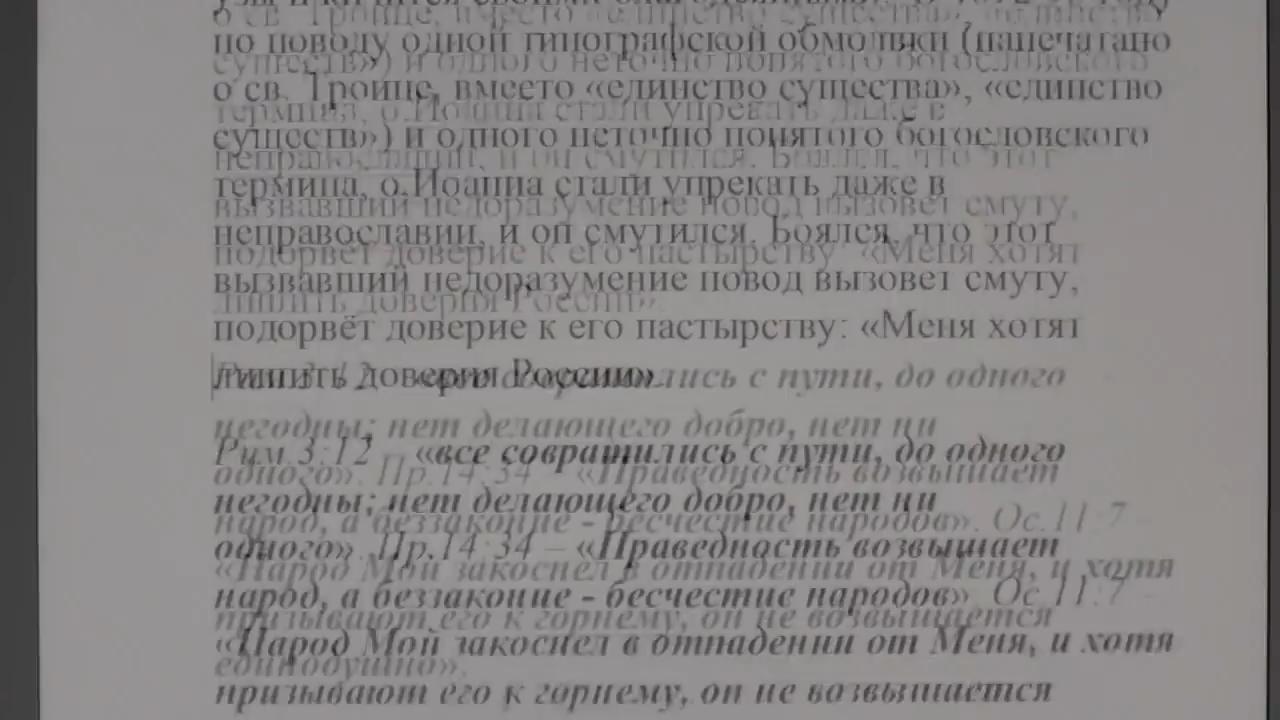 по поводу одной типографской обмолвки (напечатано
о св. Троице, вместо «единство существа», «единство
существ») и одного неточно понятого богословского
термина, о.Иоанна стали упрекать даже в
неправославии, и он смутился. Боялся, что этот
вызвавший недоразумение повод вызовет смуту,
подорвёт доверие к его пастырству: «Меня хотят
лишить доверия России».
Рим.3:12 «все совратились с пути, до одного
негодны; нет делающего добро, нет ни
одного». Пр.14:34 – «Праведность возвышает
народ, а беззаконие - бесчестие народов». Ос.11:7 -
«Народ Мой закоснел в отпадении от Меня, и хотя
призывают его к горнему, он не возвышается
единодушно».